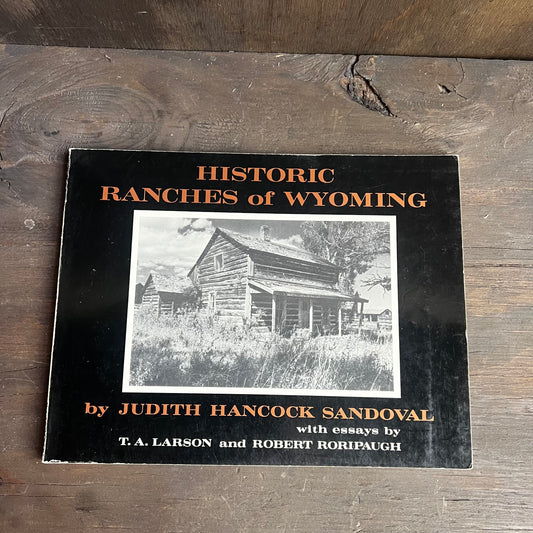 HISTORIC
RANCHES of WYOMING
by JUDITH HANCOCK SANDOVAL
with essays by
T. A. LARSON and ROBERT RORIPAUGH